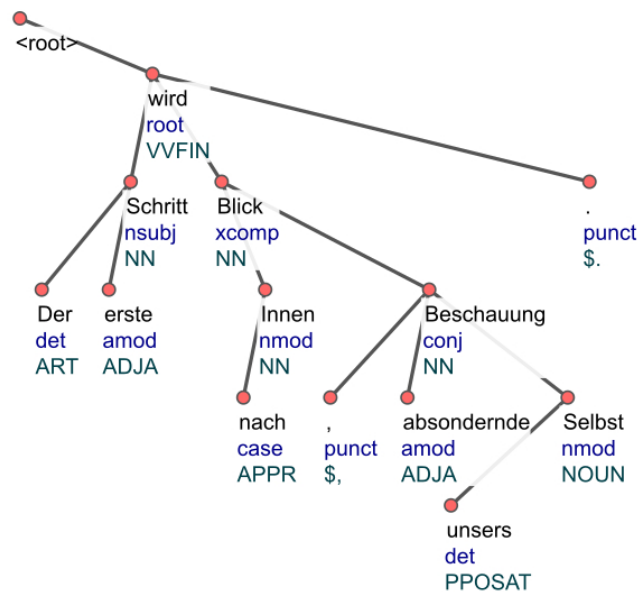 <root>
wird
root
VVFIN
Schritt
nsubj
NN
Blick
xcomp
NN
.
punct
$.
Der
det
ART
erste
amod
ADJA
Innen
nmod
NN
Beschauung
conj
NN
nach
case
APPR
,
punct
$,
absondernde
amod
ADJA
Selbst
nmod
NOUN
unsers
det
PPOSAT